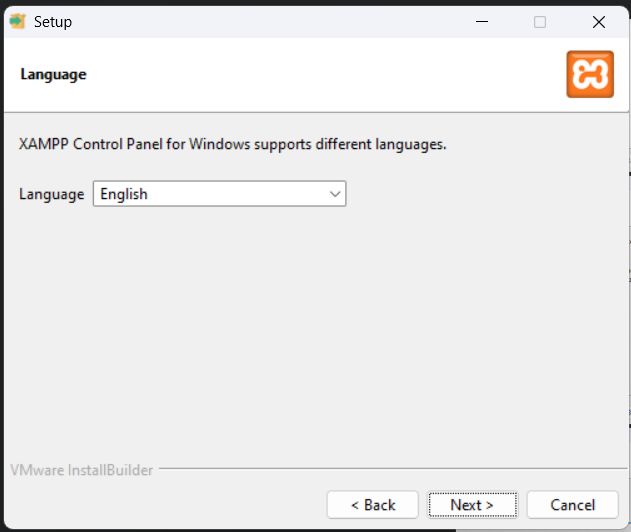 Setup
Language
XAMPP Control Panel for Windows supports different languages.
Language English
VMware InstallBuilder
< Back Next > Cancel